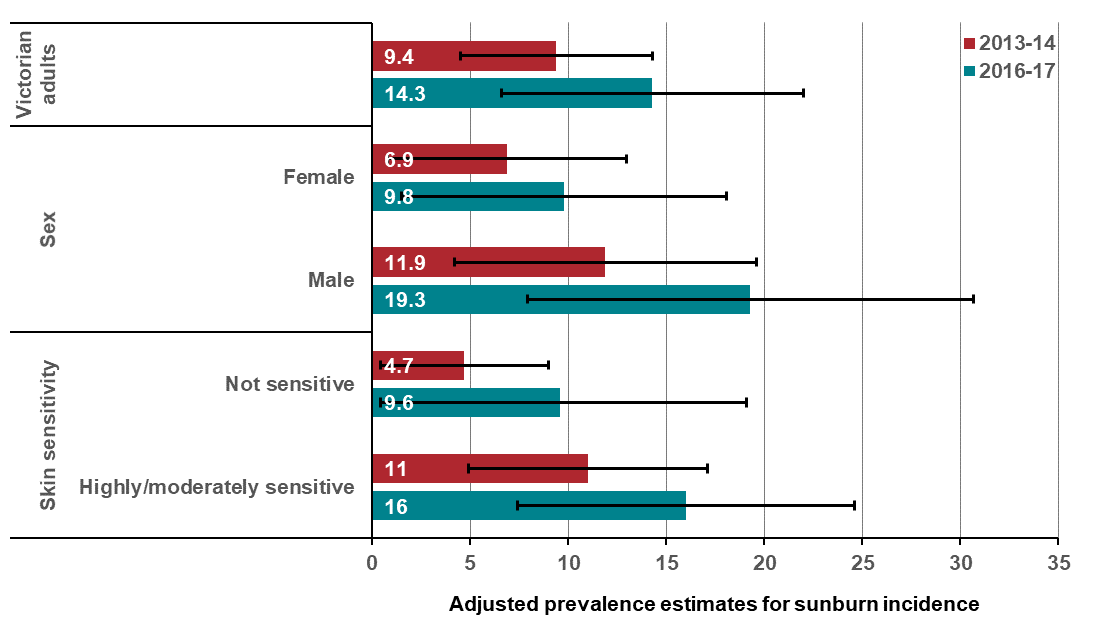 Victorian
adults
9.4
14.3
2013-14
2016-17
Sex
Female
6.9
9.8
Male
11.9
19.3
Skin sensitivity
Not sensitive
4.7
9.6
Highly/moderately sensitive
11
16
0 5 10 15 20 25 30 35
Adjusted prevalence estimates for sunburn incidence